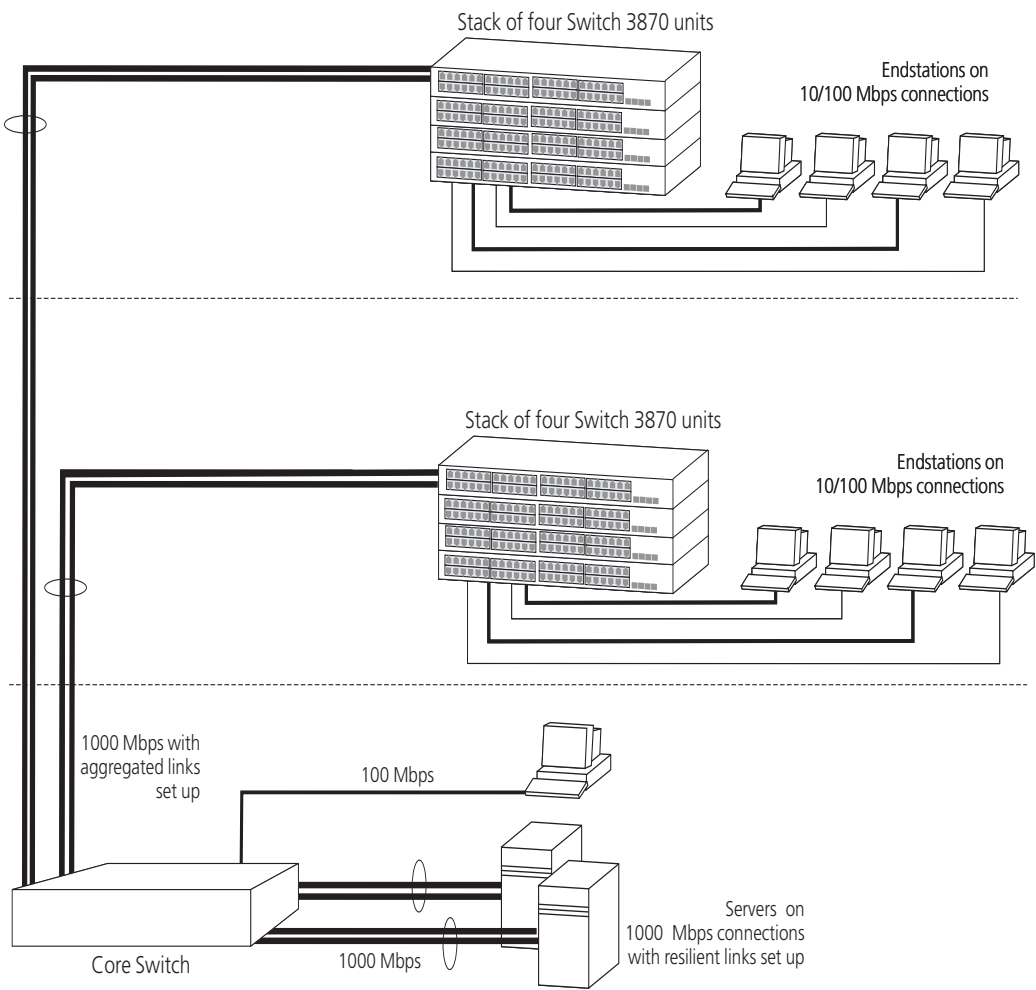 Stack of four Switch 3870 units
Endstations on
10/100 Mbps connections
Stack of four Switch 3870 units
Endstations on
10/100 Mbps connections
1000 Mbps with
aggregated links
set up
100 Mbps
Servers on
1000 Mbps connections
with resilient links set up
1000 Mbps
Core Switch